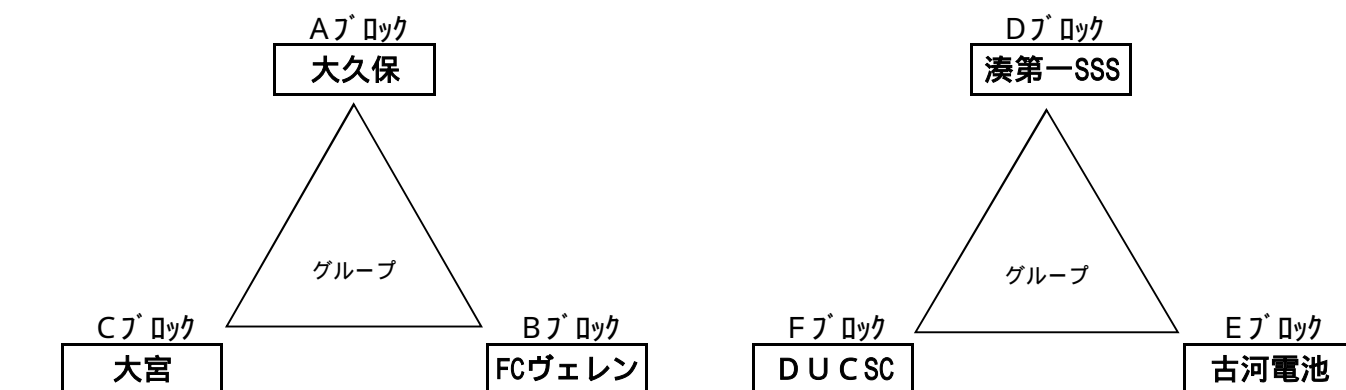 Aﾌﾞﾛｯｸ
大久保
グループ
Cﾌﾞﾛｯｸ
大宮
Bﾌﾞﾛｯｸ
FCヴェレン
Dﾌﾞﾛｯｸ
湊第一SSS
グループ
Fﾌﾞﾛｯｸ
ＤＵＣSC
Eﾌﾞﾛｯｸ
古河電池